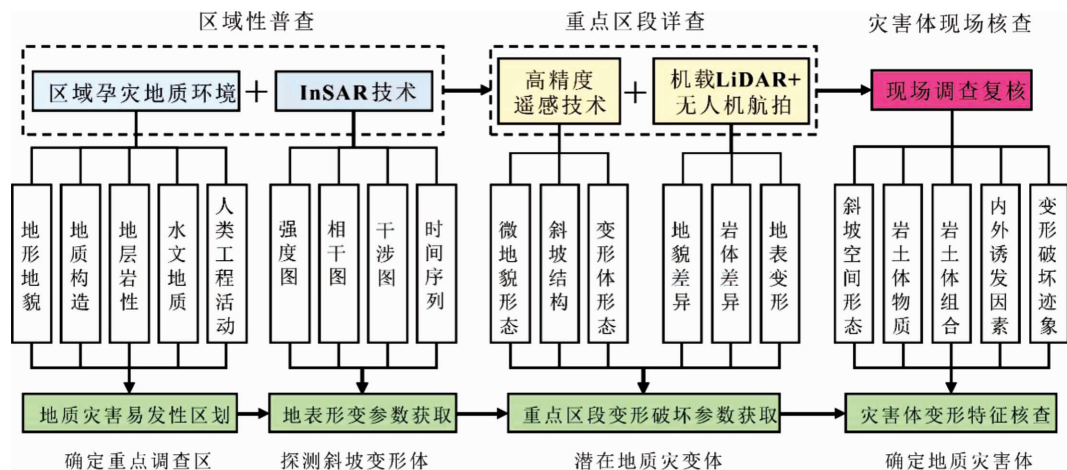 区域性普查
重点区段详查
灾害体现场核查
区域孕灾地质环境
+
InSAR技术
高精度
遥感技术
+
机载LiDAR+
无人机航拍
现场调查复核
地形地貌
地质构造
地层岩性
水文地质
人类工程活动
强度图
相干图
干涉图
时间序列
微地貌形态
斜坡结构
变形体形态
地貌差异
岩体差异
地表变形
斜坡空间形态
岩土体物质
岩土体组合
内外诱发因素
变形破坏迹象
地质灾害易发性区划
地表形变参数获取
重点区段变形破坏参数获取
灾害体变形特征核查
确定重点调查区
探测斜坡变形体
潜在地质灾变体
确定地质灾害体